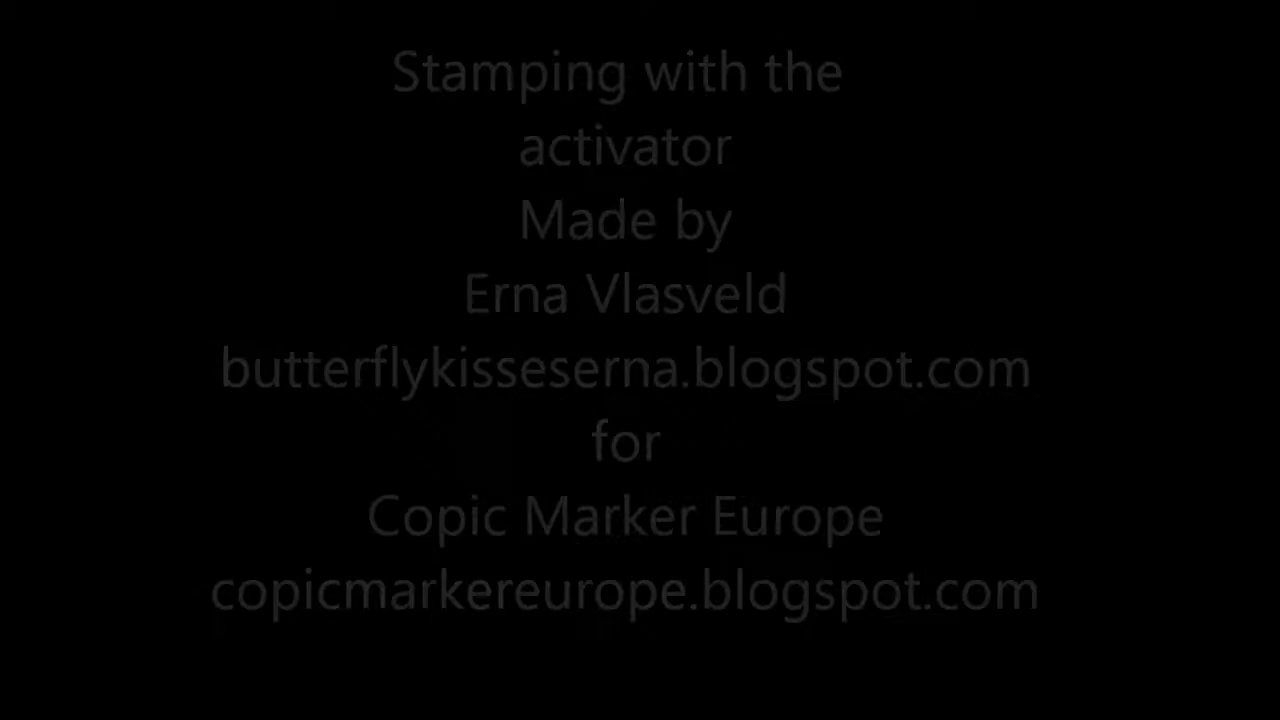 Stamping with the
activator
Made by
Erna Vlasveld
butterflykisseserna.blogspot.com
for
Copic Marker Europe
copicmarkereurope.blogspot.com